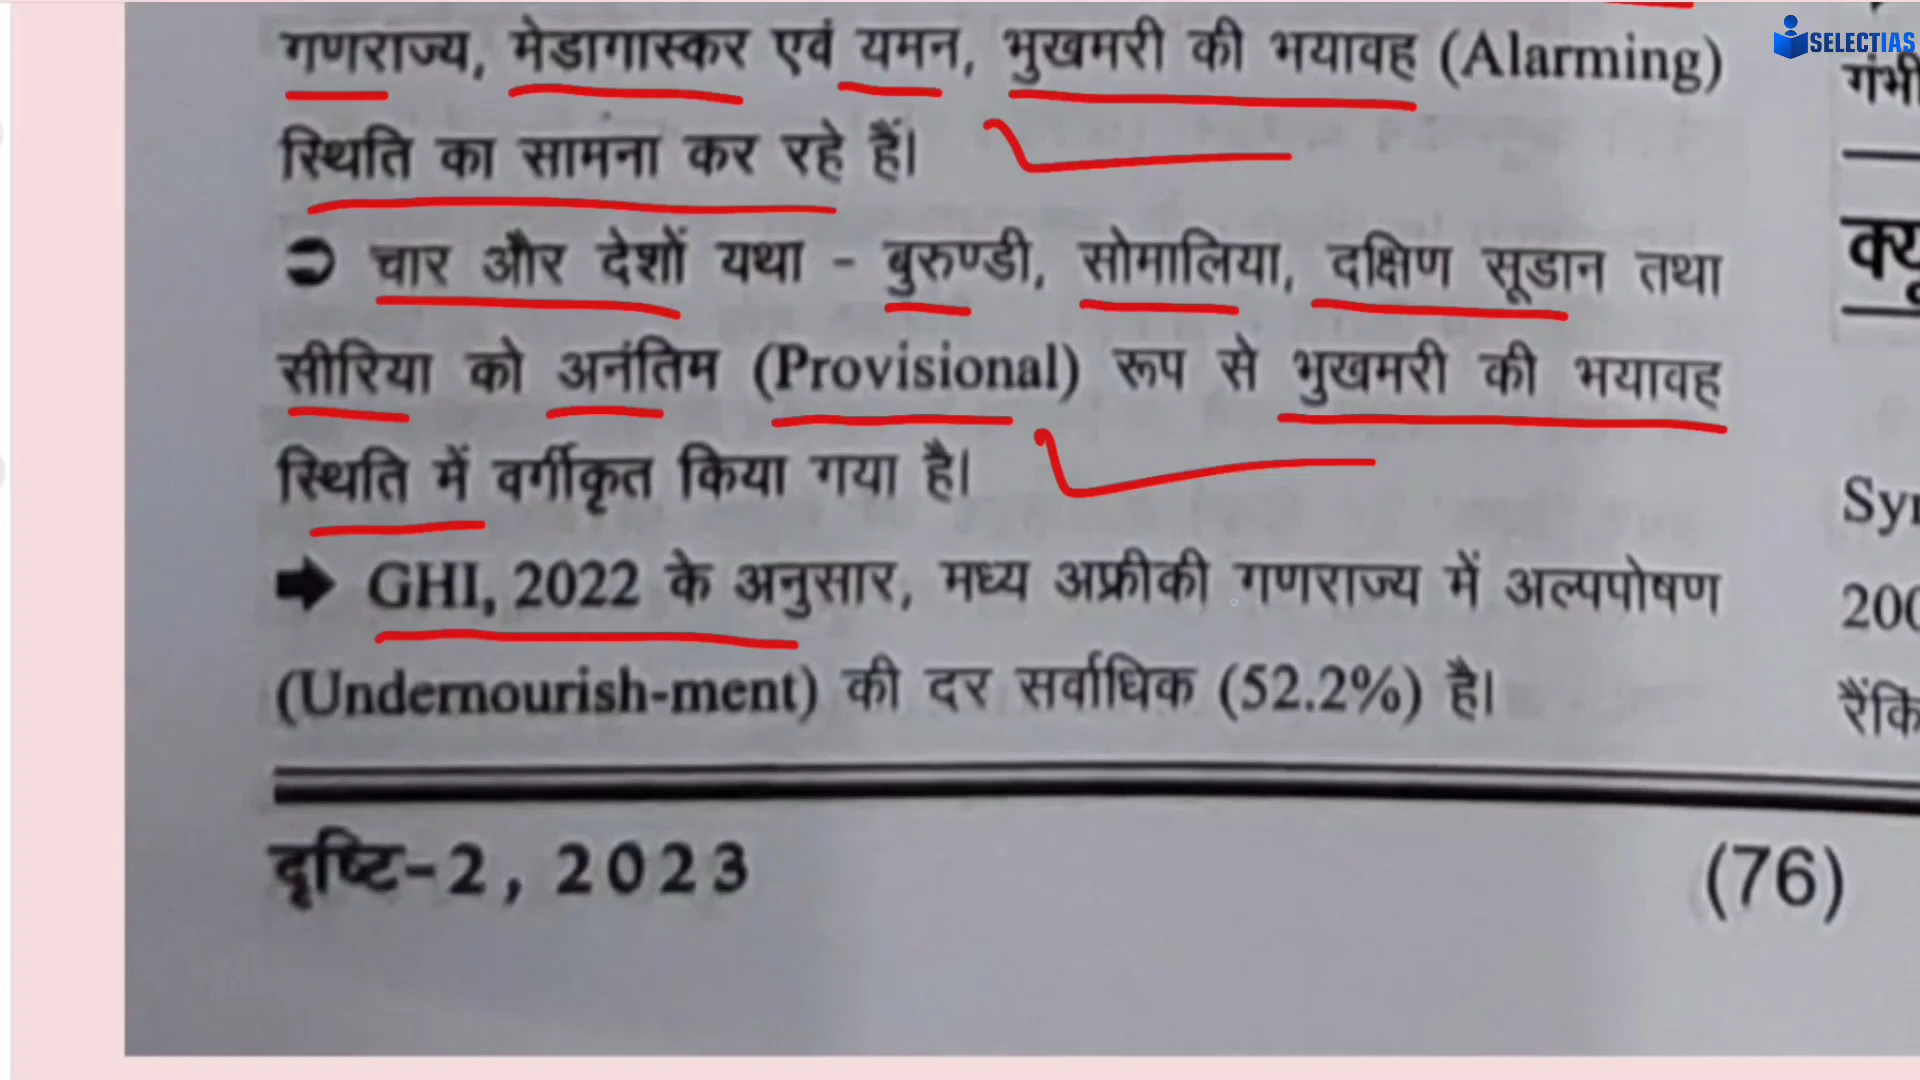 गणराज्य, मेडागास्कर एवं यमन, भुखमरी की भयावह (Alarming)
स्थिति का सामना कर रहे हैं।
➲ चार और देशों यथा - बुरुण्डी, सोमालिया, दक्षिण सूडान तथा
सीरिया को अनंतिम (Provisional) रूप से भुखमरी की भयावह
स्थिति में वर्गीकृत किया गया है।
➡ GHI, 2022 के अनुसार, मध्य अफ्रीकी गणराज्य में अल्पपोषण
(Undernourish-ment) की दर सर्वाधिक (52.2%) है।
दृष्टि-2, 2023
(76)
SELECTIAS